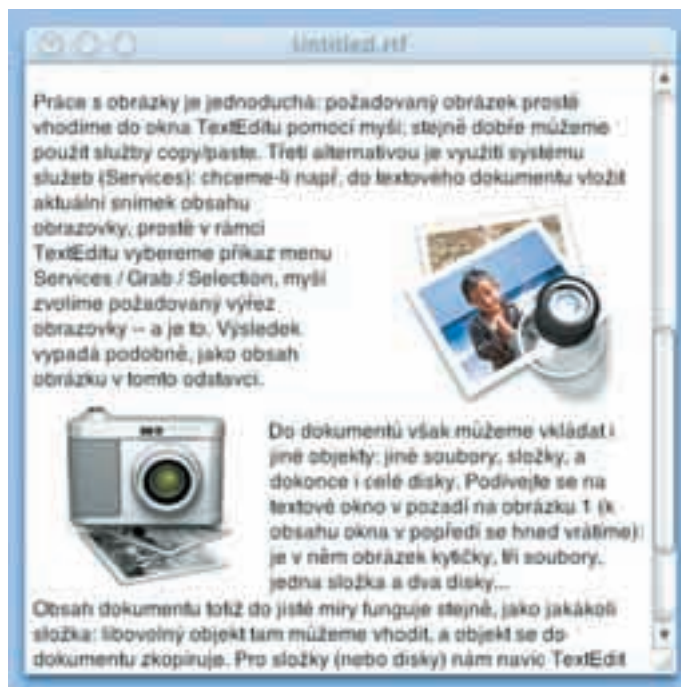 Untitled.rtf
Práce s obrázky je jednoduchá: požadovaný obrázek prostě
vhodíme do okna TextEditu pomocí myši; stejně dobře můžeme
použít služby copy/paste. Třetí alternativou je využití systému
služeb (Services): chceme-li např. do textového dokumentu vložit
aktuální snímek obsahu
obrazovky, prostě v rámci
TextEditu vybereme příkaz menu
Services / Grab / Selection, myší
zvolíme požadovaný výřez
obrazovky – a je to. Výsledek
vypadá podobně, jako obsah
obrázku v tomto odstavci.
Do dokumentů však můžeme vkládat i
jiné objekty: jiné soubory, složky, a
dokonce i celé disky. Podívejte se na
textové okno v pozadí na obrázku 1 (k
obsahu okna v popředí se hned vrátíme):
je v něm obrázek kytičky, tři soubory,
jedna složka a dva disky...
Obsah dokumentu totiž do jisté míry funguje stejně, jako jakákoli
složka: libovolný objekt tam můžeme vhodit, a objekt se do
dokumentu zkopíruje. Pro složky (nebo disky) nám navíc TextEdit